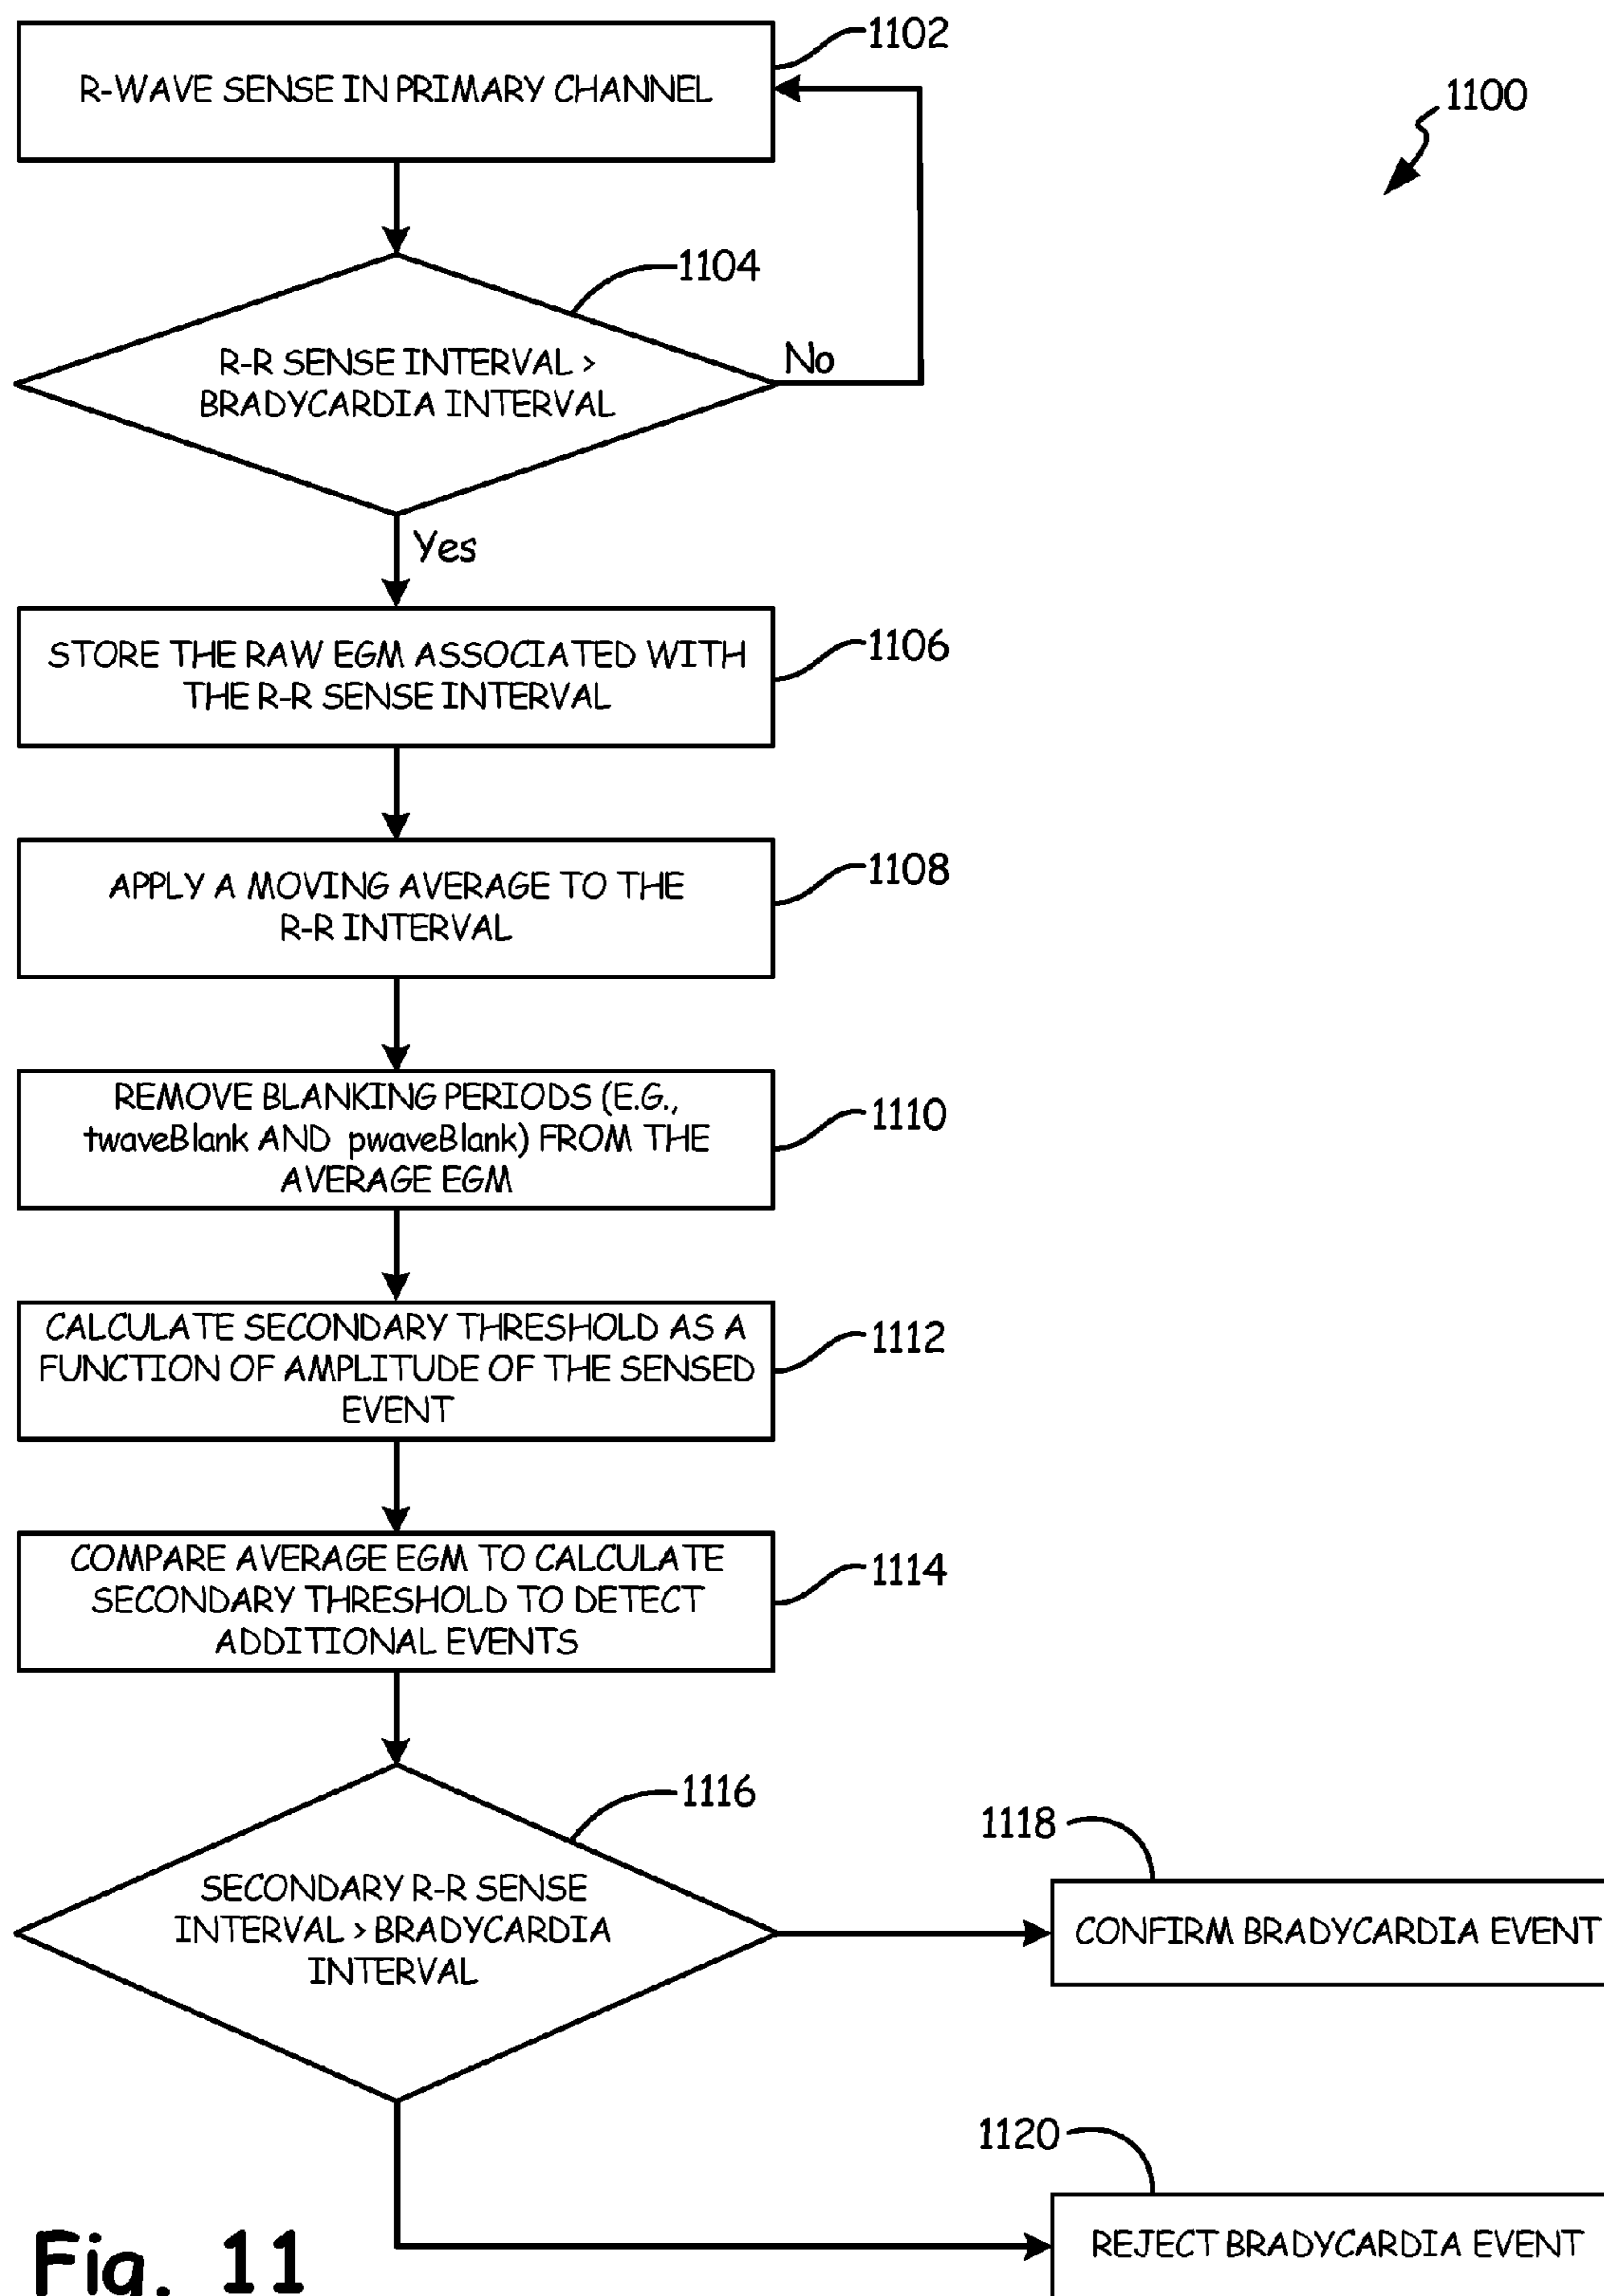 1102
R-WAVE SENSE IN PRIMARY CHANNEL
1100
1104
R-R SENSE INTERVAL >
BRADYCARDIA INTERVAL
No
Yes
1106
STORE THE RAW EGM ASSOCIATED WITH
THE R-R SENSE INTERVAL
1108
APPLY A MOVING AVERAGE TO THE
R-R INTERVAL
1110
REMOVE BLANKING PERIODS (E.G.,
twaveBlank AND pwaveBlank) FROM THE
AVERAGE EGM
1112
CALCULATE SECONDARY THRESHOLD AS A
FUNCTION OF AMPLITUDE OF THE SENSED
EVENT
1114
COMPARE AVERAGE EGM TO CALCULATE
SECONDARY THRESHOLD TO DETECT
ADDITIONAL EVENTS
1116
SECONDARY R-R SENSE
INTERVAL > BRADYCARDIA
INTERVAL
1118
CONFIRM BRADYCARDIA EVENT
1120
REJECT BRADYCARDIA EVENT
Fig. 11